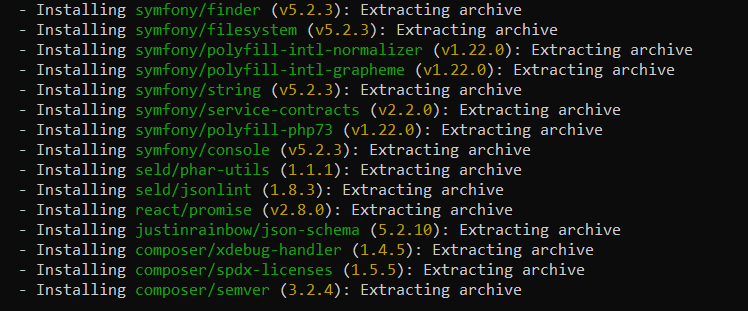 - Installing symfony/finder (v5.2.3): Extracting archive
- Installing symfony/filesystem (v5.2.3): Extracting archive
- Installing symfony/polyfill-intl-normalizer (v1.22.0): Extracting archive
- Installing symfony/polyfill-intl-grapheme (v1.22.0): Extracting archive
- Installing symfony/string (v5.2.3): Extracting archive
- Installing symfony/service-contracts (v2.2.0): Extracting archive
- Installing symfony/polyfill-php73 (v1.22.0): Extracting archive
- Installing symfony/console (v5.2.3): Extracting archive
- Installing seld/phar-utils (1.1.1): Extracting archive
- Installing seld/jsonlint (1.8.3): Extracting archive
- Installing react/promise (v2.8.0): Extracting archive
- Installing justinrainbow/json-schema (5.2.10): Extracting archive
- Installing composer/xdebug-handler (1.4.5): Extracting archive
- Installing composer/spdx-licenses (1.5.5): Extracting archive
- Installing composer/semver (3.2.4): Extracting archive